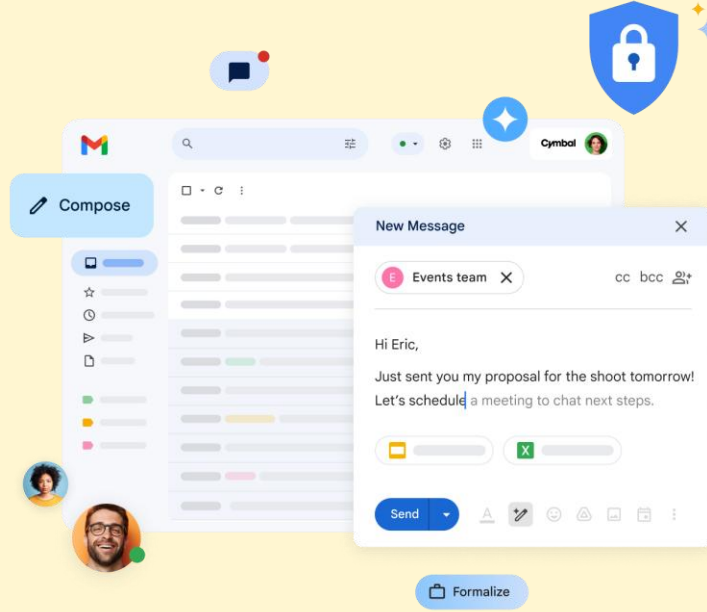 Cymbal
Compose
New Message
E Events team
cc bcc
Hi Eric,
Just sent you my proposal for the shoot tomorrow!
Let's schedule a meeting to chat next steps.
X
Send
A
Formalize